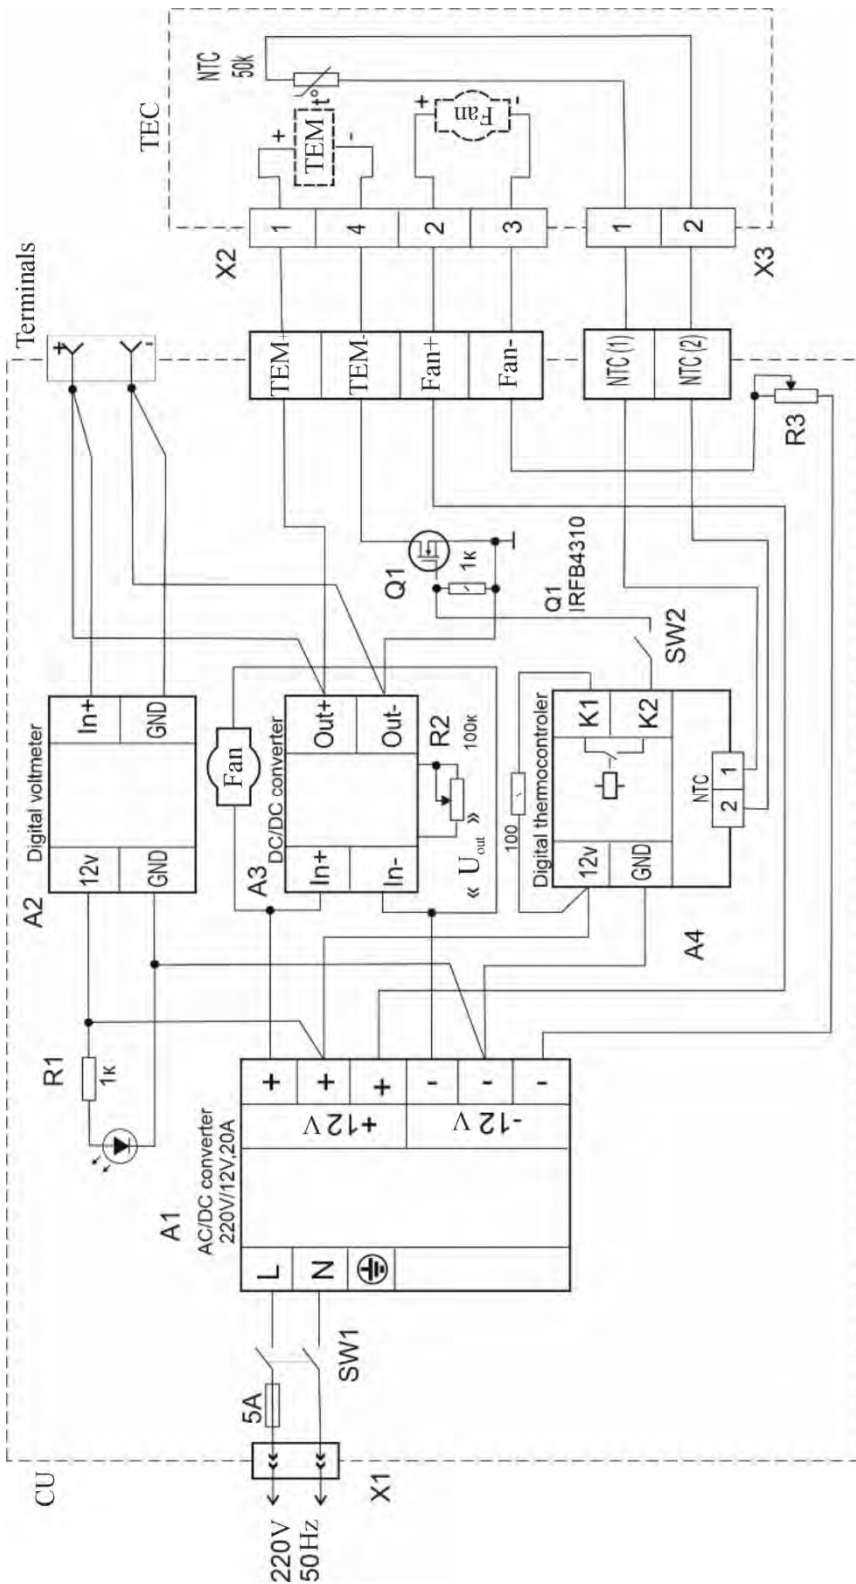 CU
220V
50Hz
X1
5A
SW1
A1
AC/DC converter
220V/12V,20A
L
N
+12 V
-12 V
+
+
+
-
-
-
R1
1к
A2
Digital voltmeter
12v
GND
In+
GND
Terminals
+
-
Fan
A3
DC/DC converter
In+
In-
Out+
Out-
R2
100к
« U out »
A4
Digital thermocontroler
12v
GND
K1
K2
NTC
2
1
100
SW2
Q1
1к
Q1
IRFB4310
R3
TEM+
TEM-
Fan+
Fan-
NTC (1)
NTC (2)
X2
1
4
2
3
X3
1
2
TEC
NTC
50k
t°
+
TEM
-
+
Fan
-